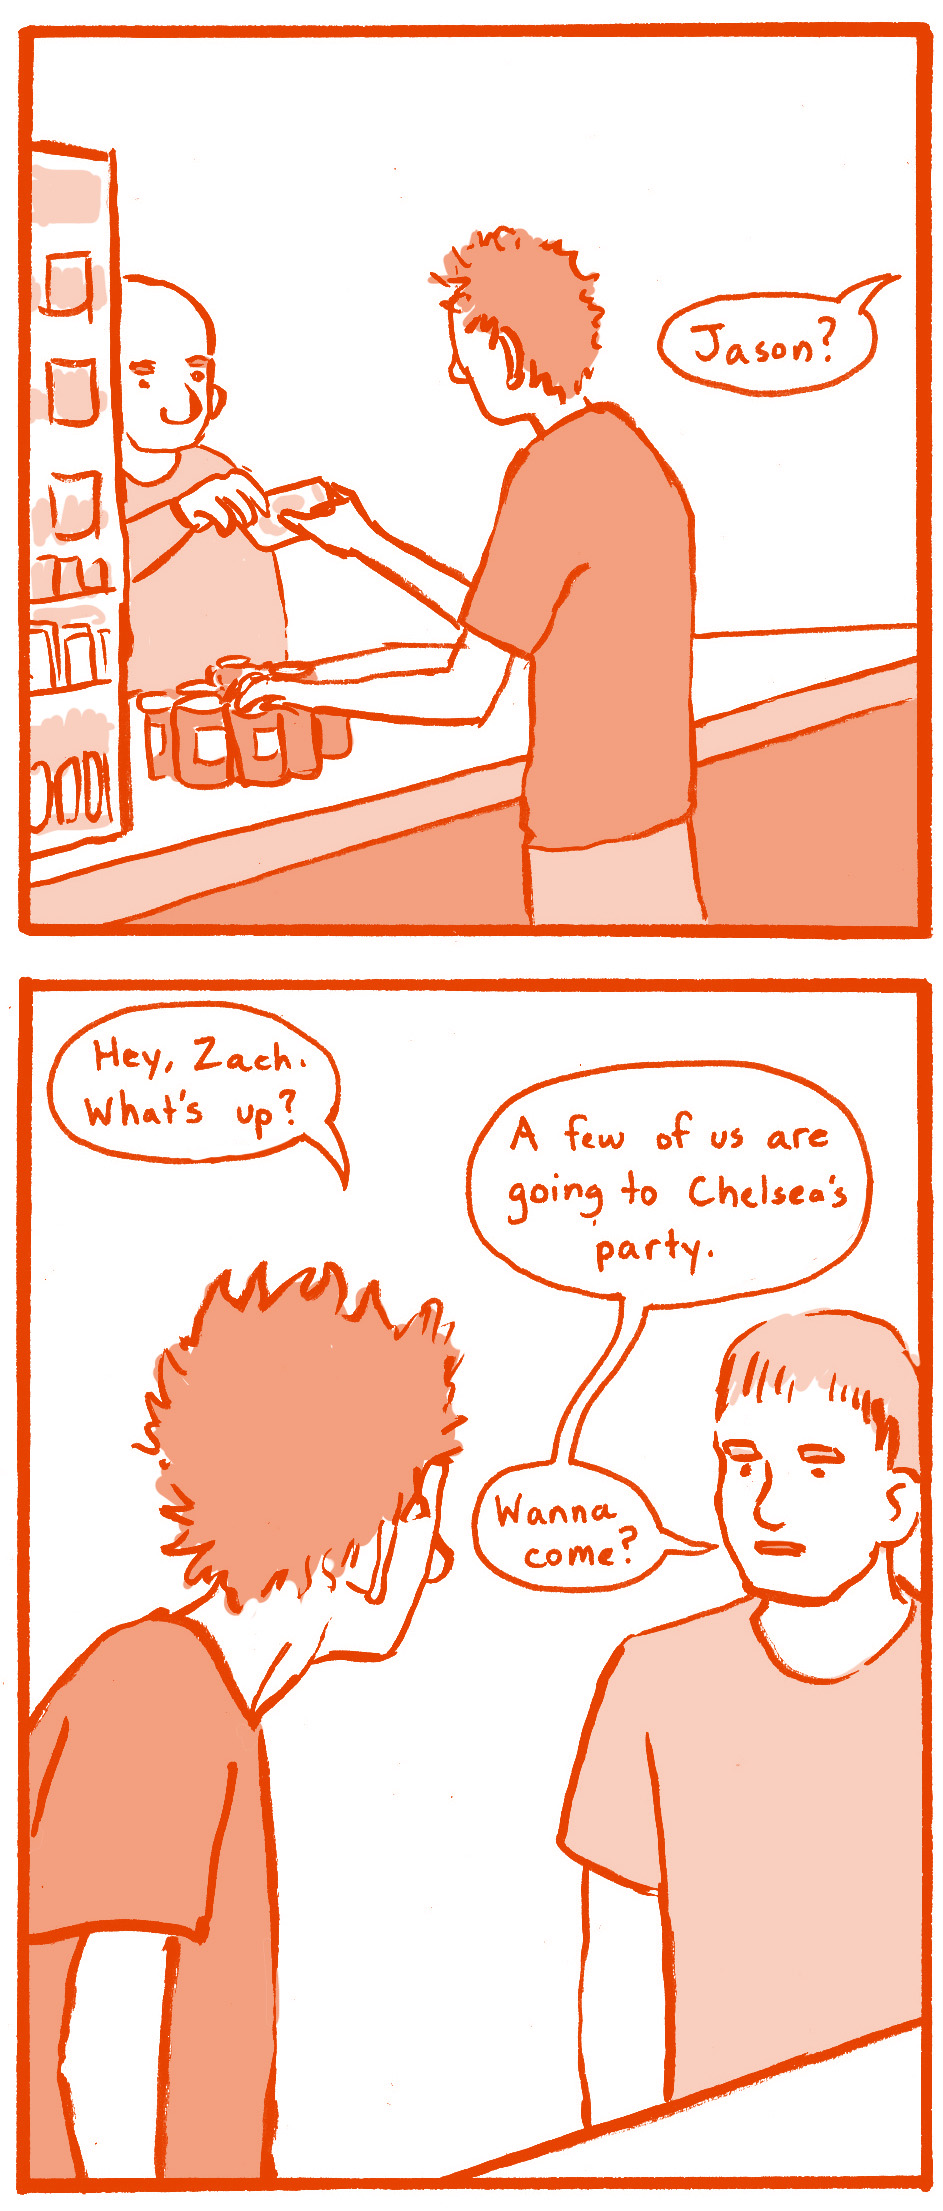 Jason?
Hey, Zach.
What's up?
A few of us are
going to Chelsea's
party.
Wanna
come?